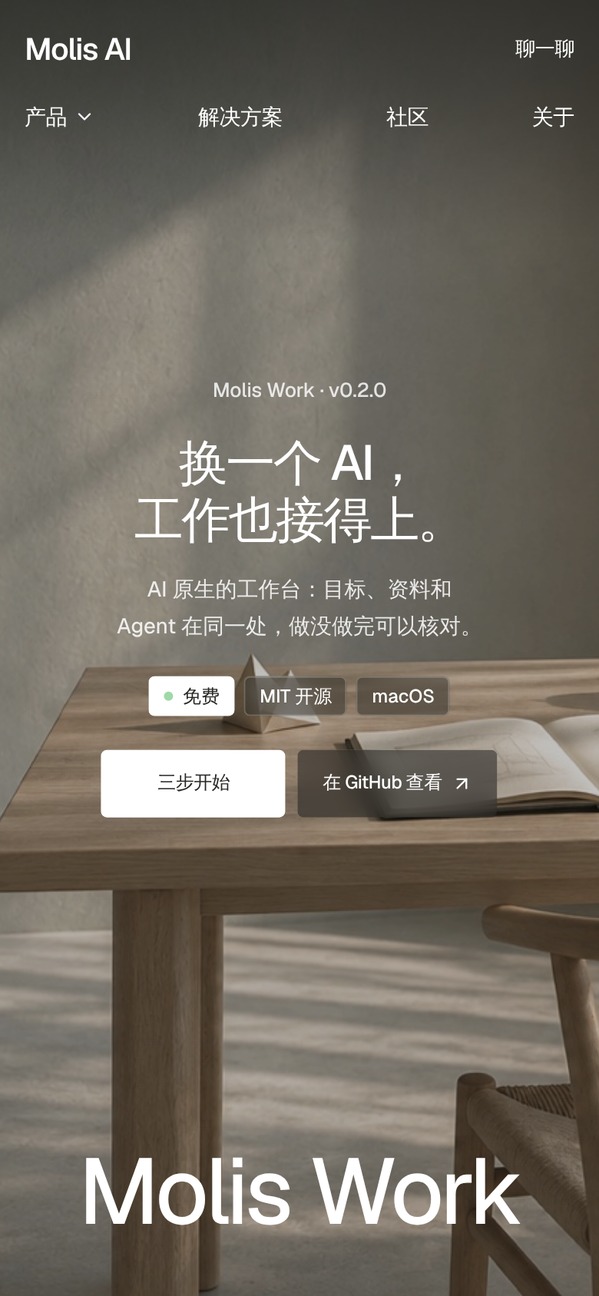 Molis AI
聊一聊
产品
解决方案
社区
关于
Molis Work · v0.2.0
换一个 AI，
工作也接得上。
AI 原生的工作台：目标、资料和
Agent 在同一处，做没做完可以核对。
免费
MIT 开源
macOS
三步开始
在 GitHub 查看 ↗
Molis Work